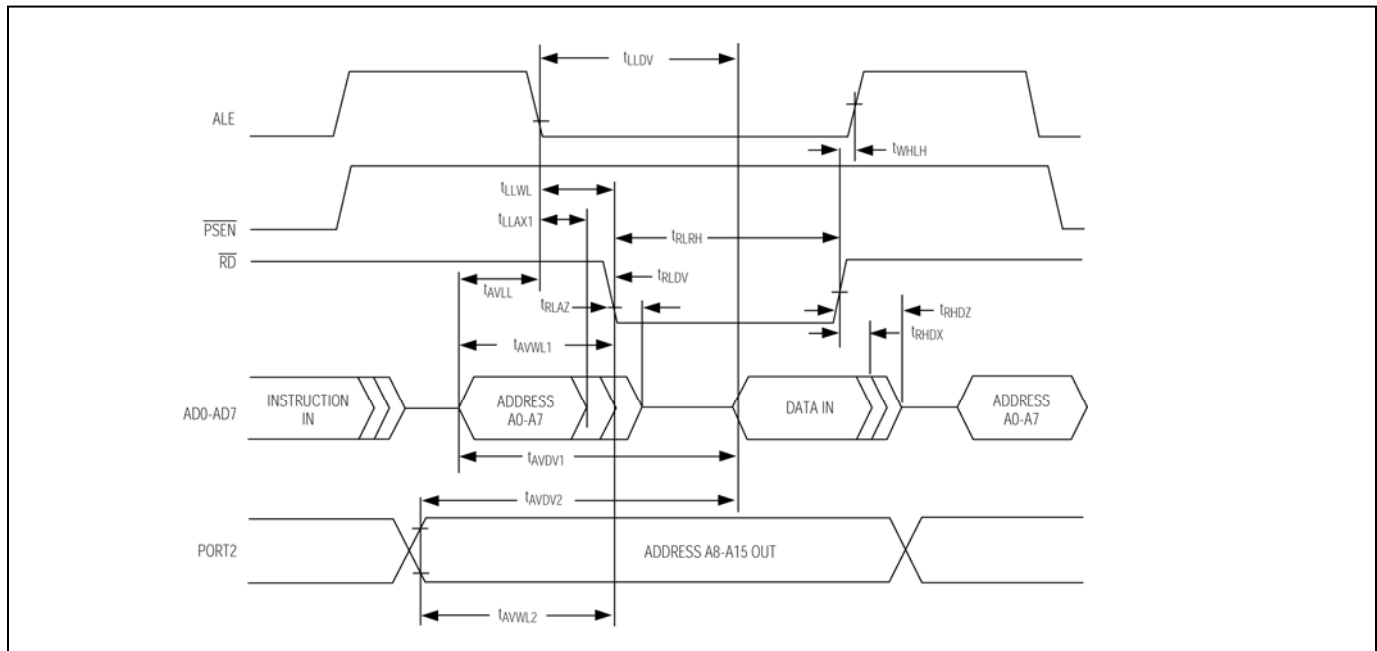 tLLDV
ALE
tWHLH
tLLWL
tLLAX1
PSEN
tRLRH
RD
tRLDV
tAVLL
tRLAZ
tRHDZ
tRHDX
tAVWL1
AD0-AD7
INSTRUCTION
IN
ADDRESS
A0-A7
DATA IN
ADDRESS
A0-A7
tAVDV1
tAVDV2
PORT2
ADDRESS A8-A15 OUT
tAVWL2